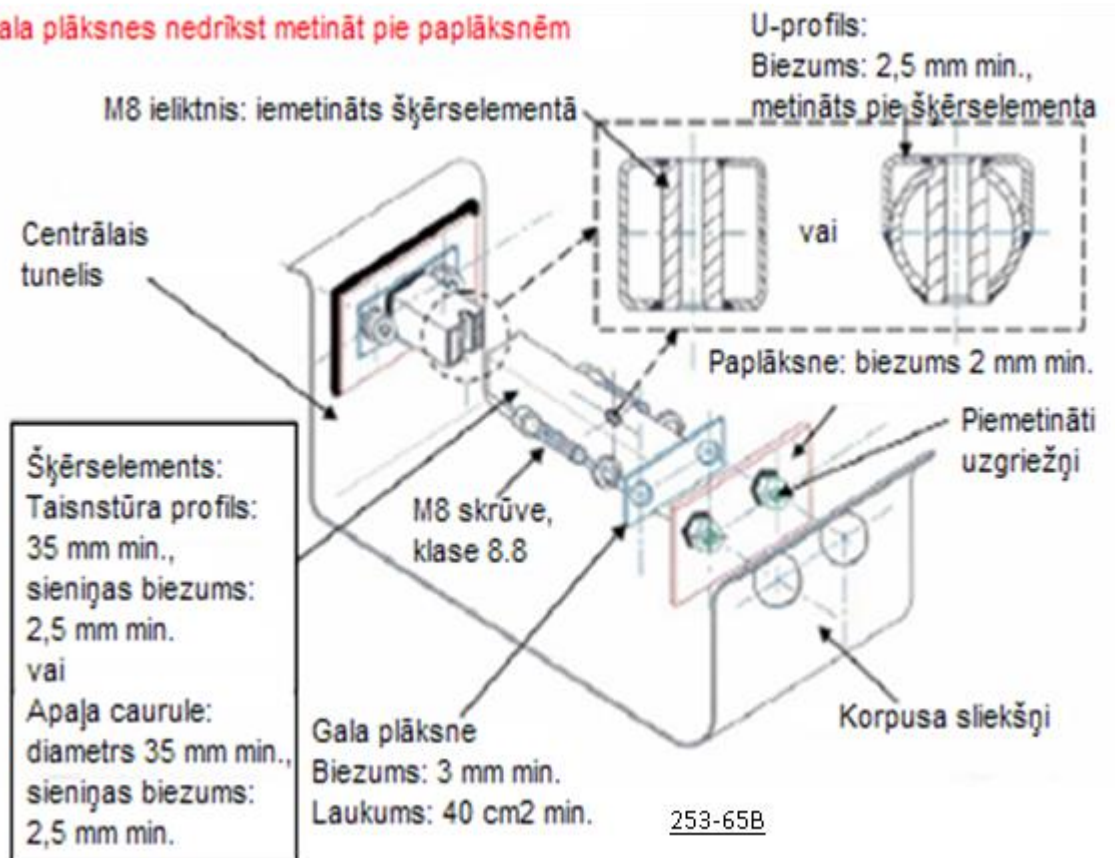 ala plāksnes nedrīkst metināt pie paplāksnēm
U-profils:
Biezums: 2,5 mm min.,
metināts pie šķērselementa
M8 ieliktnis: iemetināts šķērselementā
vai
Centrālais
tunelis
Paplāksne: biezums 2 mm min.
Piemetināti
uzgriežņi
Šķērselements:
Taisnstūra profils:
35 mm min.,
sieniņas biezums:
2,5 mm min.
vai
Apaļa caurule:
diametrs 35 mm min.,
sieniņas biezums:
2,5 mm min.
M8 skrūve,
klase 8.8
Gala plāksne
Biezums: 3 mm min.
Laukums: 40 cm2 min.
Korpusa sliekšņi
253-65B